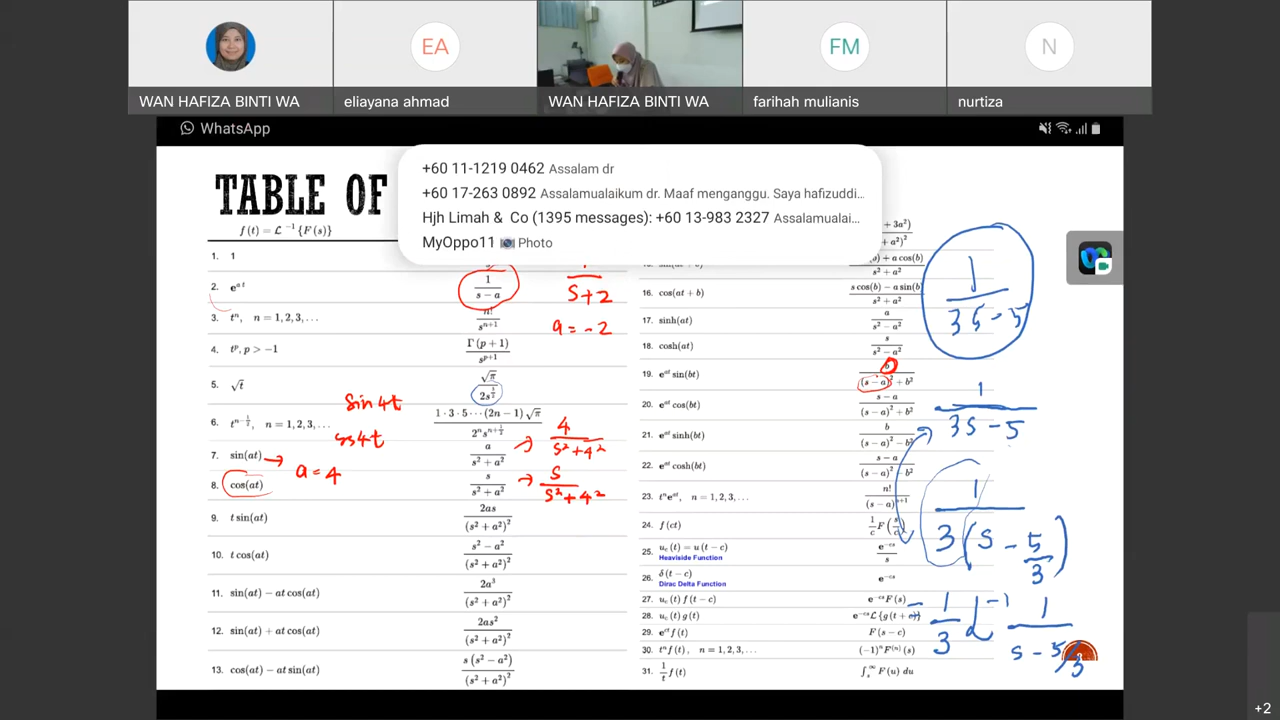 EA
FM
N
WAN HAFIZA BINTI WA
eliayana ahmad
WAN HAFIZA BINTI WA
farihah mulianis
nurtiza
WhatsApp
+60 11-1219 0462 Assalam dr
+60 17-263 0892 Assalamualaikum dr. Maaf menganggu. Saya hafizuddi...
Hjh Limah & Co (1395 messages): +60 13-983 2327 Assalamualai...
MyOppo11 Photo
TABLE OF
f(t) = ℒ⁻¹{F(s)}
1. 1
2. e^{at} 1/(s−a)
3. t^n, n = 1,2,3,... n!/s^{n+1}
4. t^p, p > −1 Γ(p+1)/s^{p+1}
5. √t √π/2s^{3/2}
6. t^{n−1/2}, n = 1,2,3,... 1·3·5···(2n−1)√π/2^n s^{n+1/2}
7. sin(at) a/(s²+a²)
8. cos(at) s/(s²+a²)
9. t sin(at) 2as/(s²+a²)²
10. t cos(at) (s²−a²)/(s²+a²)²
11. sin(at) − at cos(at) 2a³/(s²+a²)²
12. sin(at) + at cos(at) 2as²/(s²+a²)²
13. cos(at) − at sin(at) s(s²−a²)/(s²+a²)²
S+2
a = −2
sin 4t
a = 4
4/(s²+4²)
s/(s²+4²)
+ 3a²)
+ a²)²
) + a cos(b)
s² + a²
16. cos(at + b) (s cos(b) − a sin(b))/(s²+a²)
17. sinh(at) a/(s²−a²)
18. cosh(at) s/(s²−a²)
19. e^{at} sin(bt) b/((s−a)²+b²)
20. e^{at} cos(bt) (s−a)/((s−a)²+b²)
21. e^{at} sinh(bt) b/((s−a)²−b²)
22. e^{at} cosh(bt) (s−a)/((s−a)²−b²)
23. t^n e^{at}, n = 1,2,3,... n!/(s−a)^{n+1}
24. f(ct) 1/c F(s/c)
25. u_c(t) = u(t−c) e^{−cs}/s
Heaviside Function
26. δ(t−c) e^{−cs}
Dirac Delta Function
27. u_c(t) f(t−c) e^{−cs}F(s)
28. u_c(t) g(t) e^{−cs}ℒ{g(t+c)}
29. e^{ct} f(t) F(s−c)
30. t^n f(t), n = 1,2,3,... (−1)^n F^{(n)}(s)
31. 1/t f(t) ∫_s^∞ F(u) du
1/(3s−5)
1/(3s−5)
1/3(s − 5/3)
1/3 ℒ⁻¹ 1/(s − 5/3)
+2